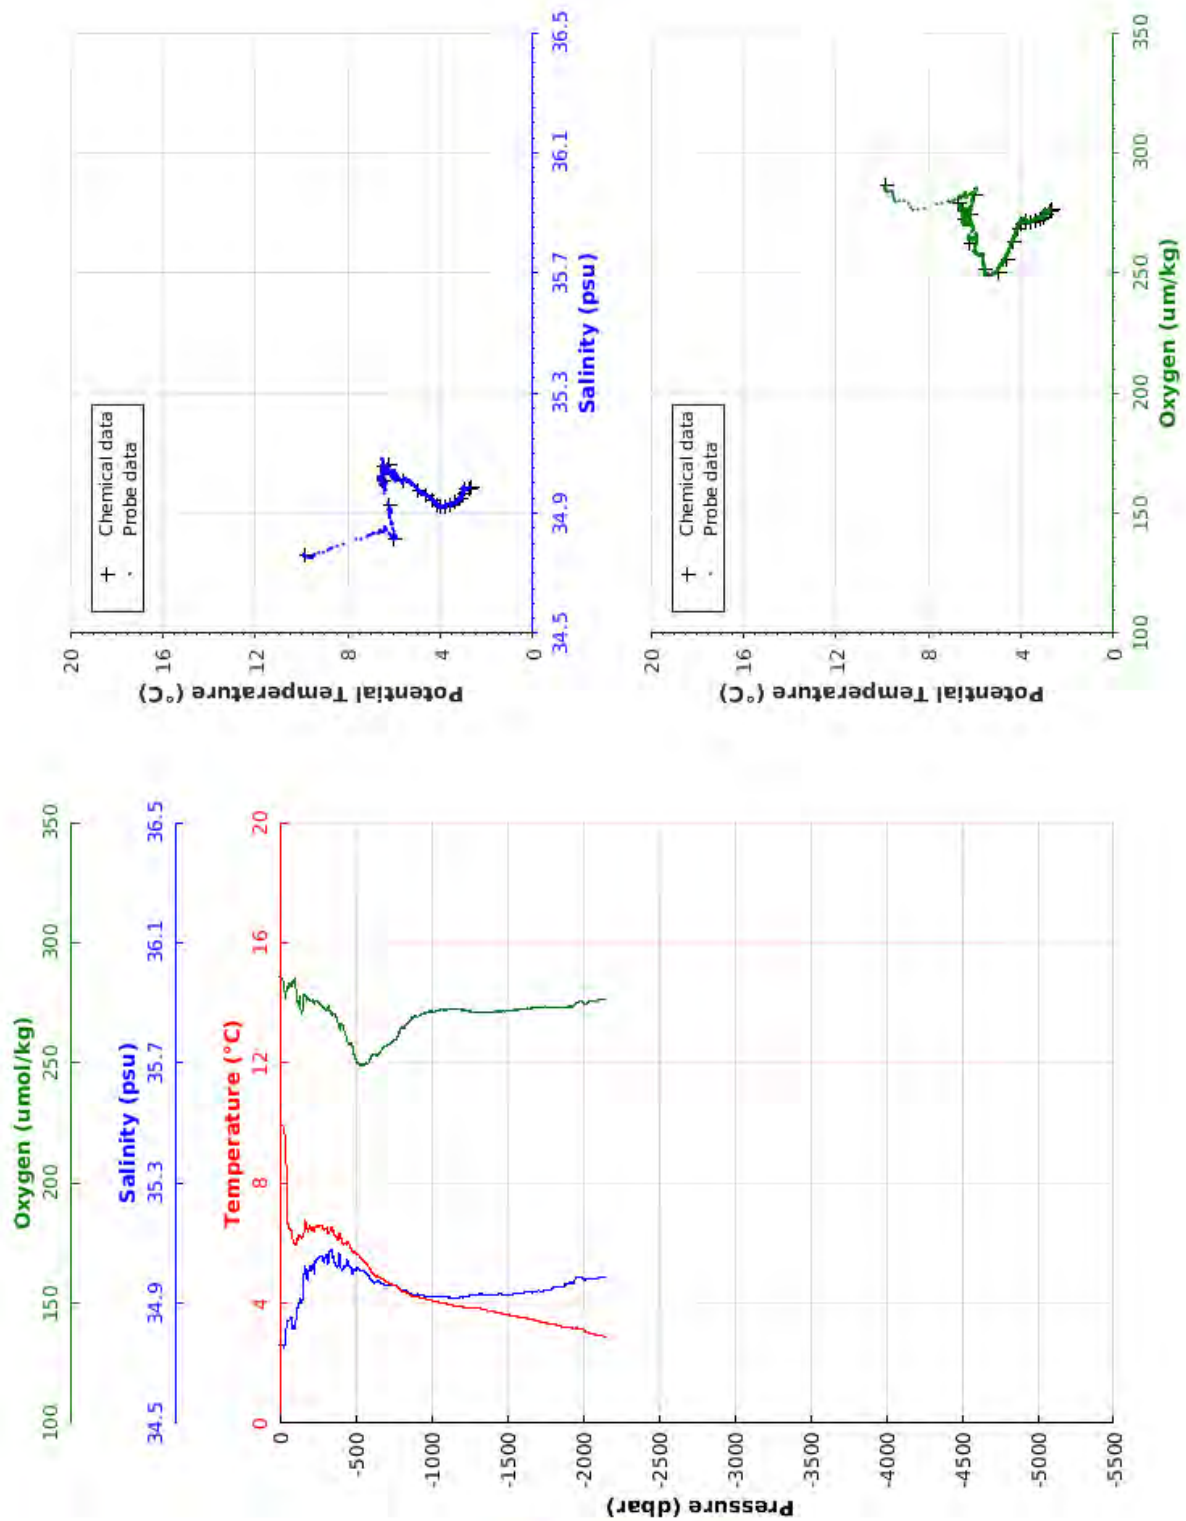 Oxygen (umol/kg)
100 150 200 250 300 350
Salinity (psu)
34.5 34.9 35.3 35.7 36.1 36.5
Temperature (°C)
0 4 8 12 16 20
0
-500
-1000
-1500
-2000
-2500
-3000
-3500
-4000
-4500
-5000
-5500
Pressure (dbar)
20
16
12
8
4
0
Potential Temperature (°C)
+ Chemical data
. Probe data
34.5 34.9 35.3 35.7 36.1 36.5
Salinity (psu)
20
16
12
8
4
0
Potential Temperature (°C)
+ Chemical data
. Probe data
100 150 200 250 300 350
Oxygen (um/kg)